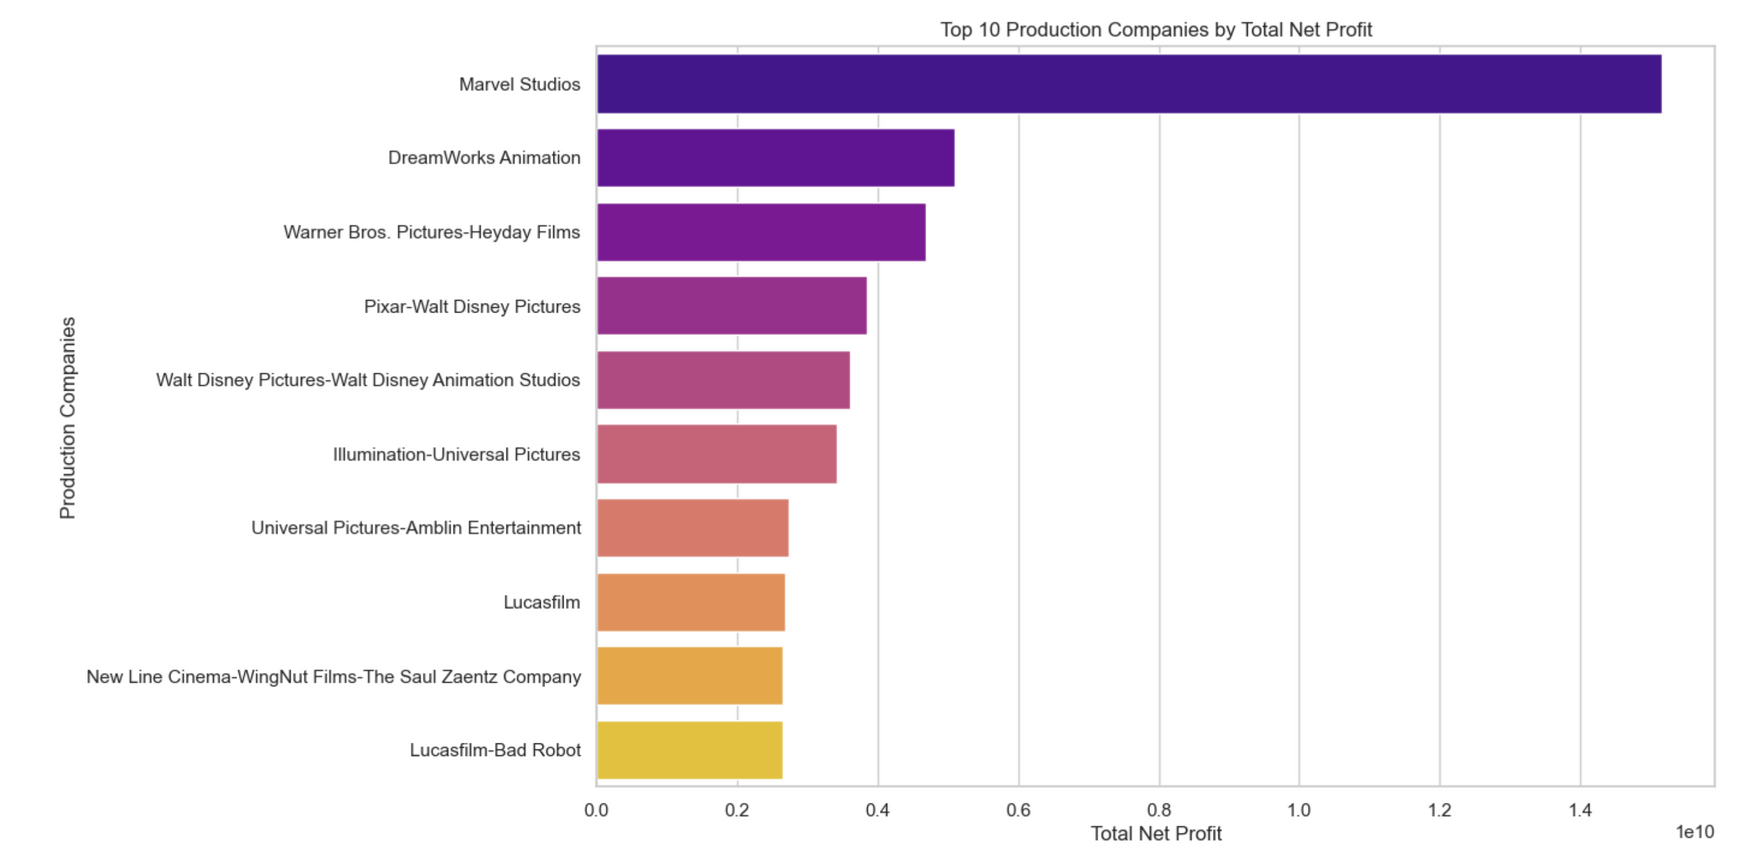 Top 10 Production Companies by Total Net Profit
Marvel Studios
DreamWorks Animation
Warner Bros. Pictures-Heyday Films
Pixar-Walt Disney Pictures
Walt Disney Pictures-Walt Disney Animation Studios
Illumination-Universal Pictures
Universal Pictures-Amblin Entertainment
Lucasfilm
New Line Cinema-WingNut Films-The Saul Zaentz Company
Lucasfilm-Bad Robot
Production Companies
0.0 0.2 0.4 0.6 0.8 1.0 1.2 1.4
Total Net Profit
1e10